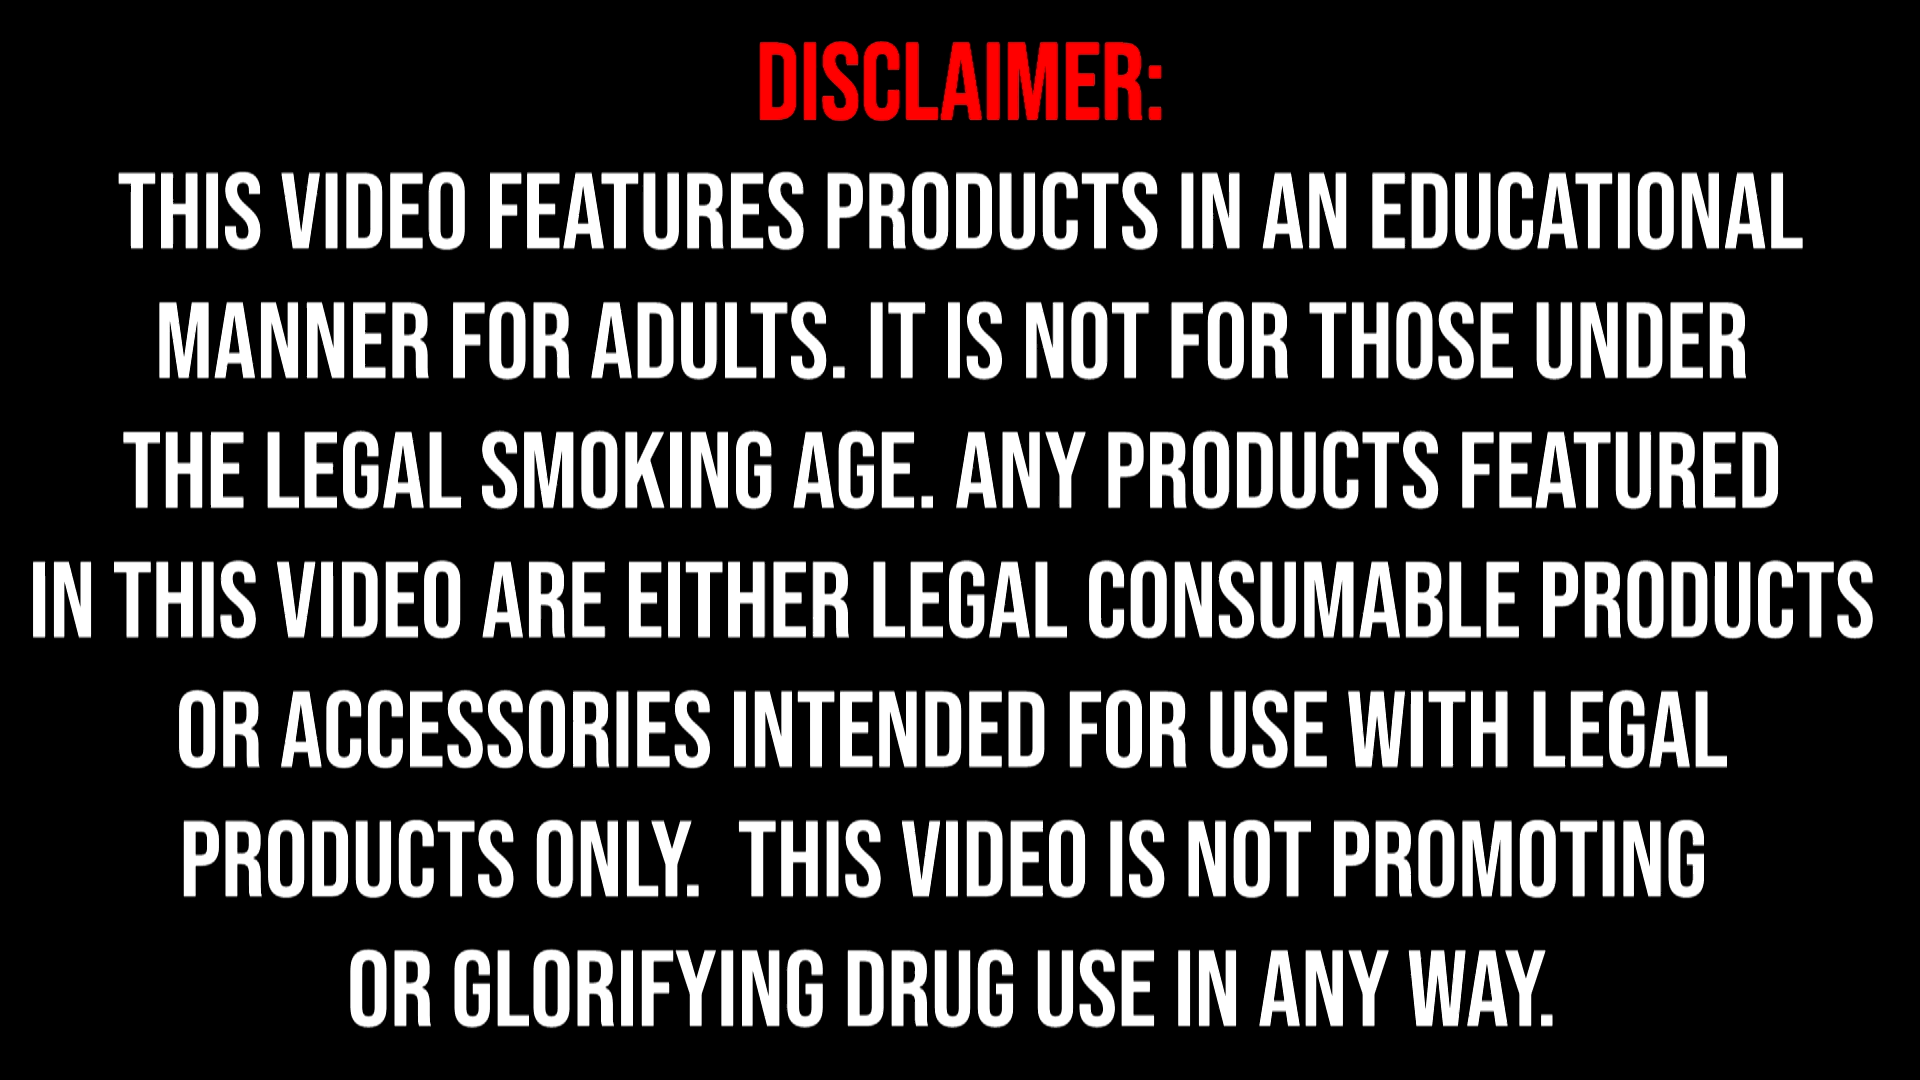 DISCLAIMER:
THIS VIDEO FEATURES PRODUCTS IN AN EDUCATIONAL
MANNER FOR ADULTS. IT IS NOT FOR THOSE UNDER
THE LEGAL SMOKING AGE. ANY PRODUCTS FEATURED
IN THIS VIDEO ARE EITHER LEGAL CONSUMABLE PRODUCTS
OR ACCESSORIES INTENDED FOR USE WITH LEGAL
PRODUCTS ONLY.  THIS VIDEO IS NOT PROMOTING
OR GLORIFYING DRUG USE IN ANY WAY.